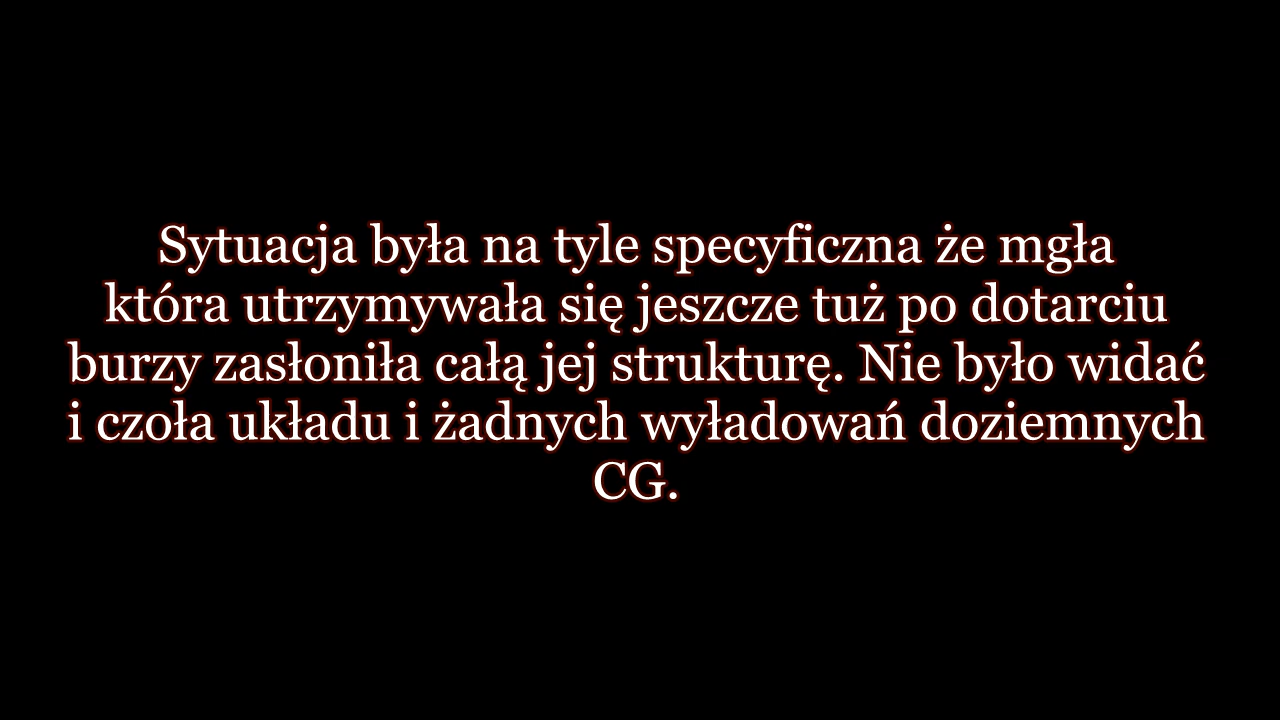 Sytuacja była na tyle specyficzna że mgła
która utrzymywała się jeszcze tuż po dotarciu
burzy zasłoniła całą jej strukturę. Nie było widać
i czoła układu i żadnych wyładowań doziemnych
CG.